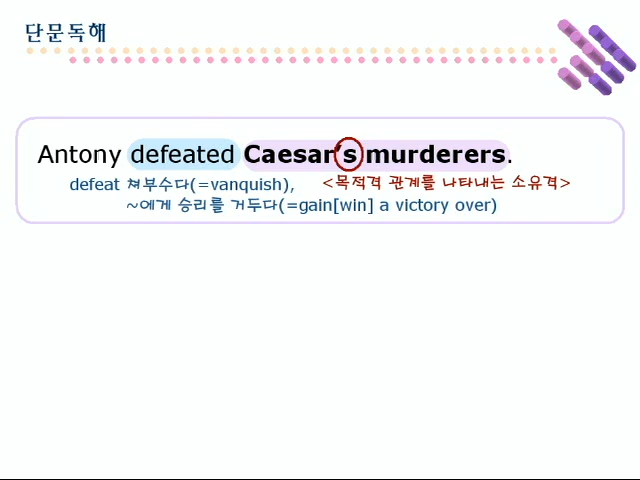 단문독해
Antony defeated Caesar's murderers.
defeat 쳐부수다(=vanquish), <목적격 관계를 나타내는 소유격>
~에게 승리를 거두다(=gain[win] a victory over)